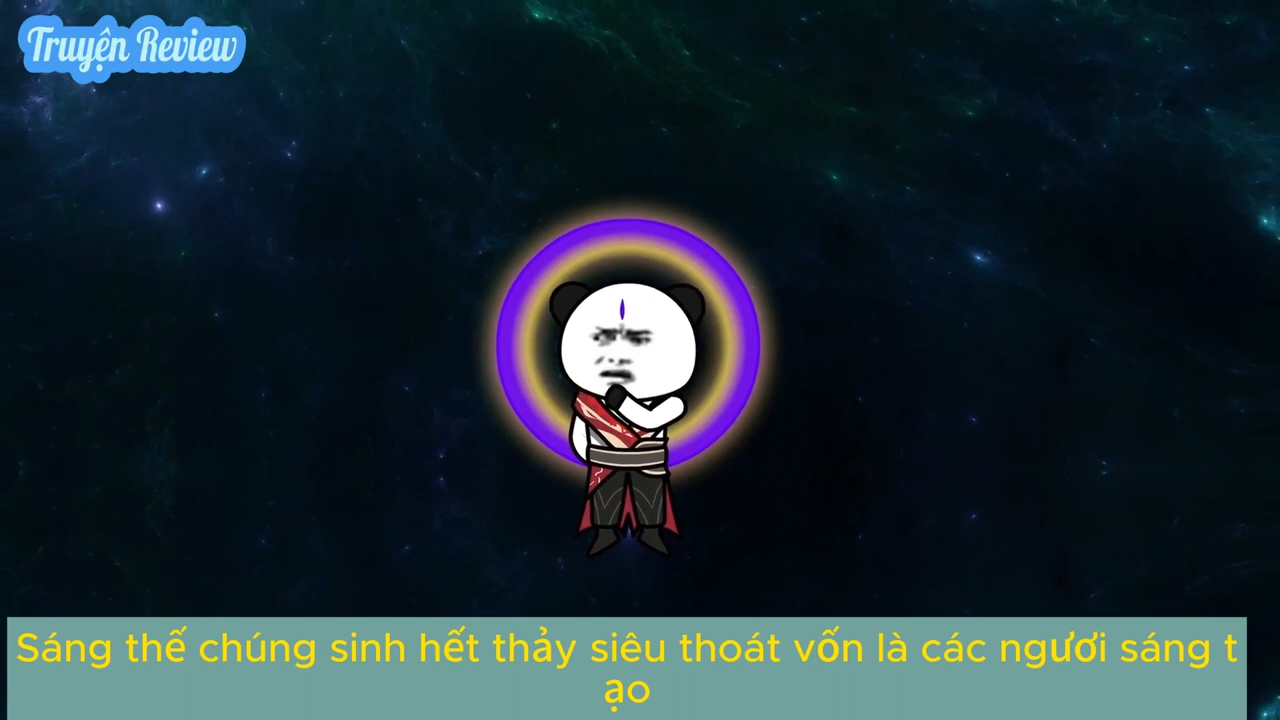 Truyện Review
Sáng thế chúng sinh hết thảy siêu thoát vốn là các ngươi sáng t
ạo